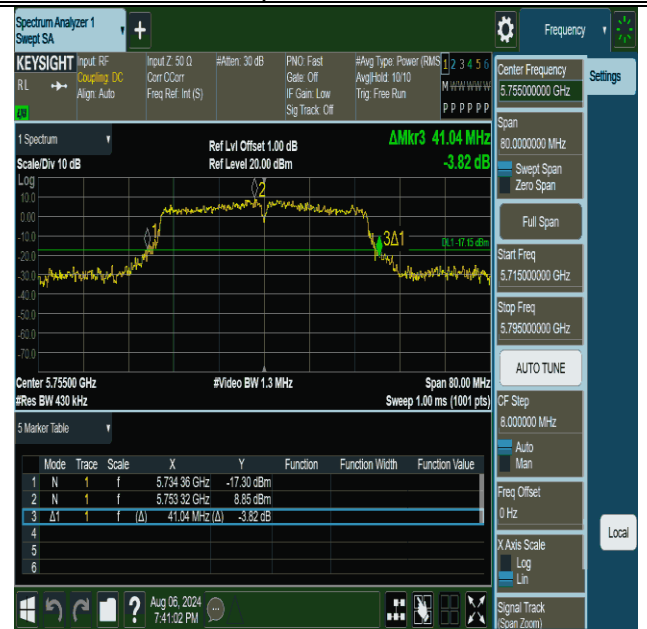 Spectrum Analyzer 1
Swept SA
+
Frequency
KEYSIGHT
RL
Input: RF
Coupling: DC
Align: Auto
Input Z: 50 Ω
Corr CCorr
Freq Ref: Int (S)
#Atten: 30 dB
PNO: Fast
Gate: Off
IF Gain: Low
Sig Track: Off
#Avg Type: Power (RMS
Avg|Hold: 10/10
Trig: Free Run
1 2 3 4 5 6
M W W W W W
P P P P P P
Center Frequency
5.755000000 GHz
Settings
Span
80.0000000 MHz
Swept Span
Zero Span
Full Span
Start Freq
5.715000000 GHz
Stop Freq
5.795000000 GHz
AUTO TUNE
CF Step
8.000000 MHz
Auto
Man
Freq Offset
0 Hz
X Axis Scale
Log
Lin
Local
Signal Track
(Span Zoom)
1 Spectrum
Scale/Div 10 dB
Ref Lvl Offset 1.00 dB
Ref Level 20.00 dBm
ΔMkr3 41.04 MHz
-3.82 dB
Log
10.0
0.00
-10.0
-20.0
-30.0
-40.0
-50.0
-60.0
-70.0
2
1
3Δ1
DL1 -17.15 dBm
Center 5.75500 GHz
#Video BW 1.3 MHz
Span 80.00 MHz
#Res BW 430 kHz
Sweep 1.00 ms (1001 pts)
5 Marker Table
Mode Trace Scale X Y Function Function Width Function Value
1 N 1 f 5.734 36 GHz -17.30 dBm
2 N 1 f 5.753 32 GHz 8.85 dBm
3 Δ1 1 f (Δ) 41.04 MHz (Δ) -3.82 dB
4
5
6
?
Aug 06, 2024
7:41:02 PM